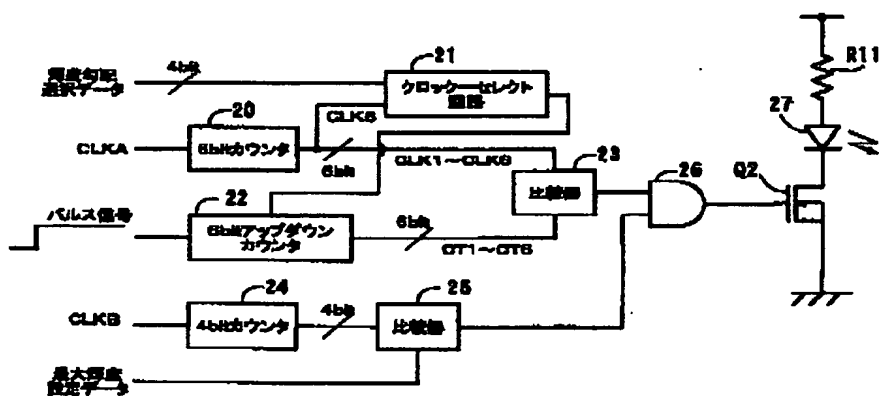 輝度勾配
選択データ
4bit
21
クロックーセレクト
回路
R11
20
CLK6
27
CLKA
6bitカウンタ
6bit
CLK1～CLK6
23
比較器
26
Q2
22
パルス信号
6bitアップダウン
カウンタ
6bit
OT1～OT6
24
25
CLKB
4bitカウンタ
4bit
比較器
最大輝度
設定データ